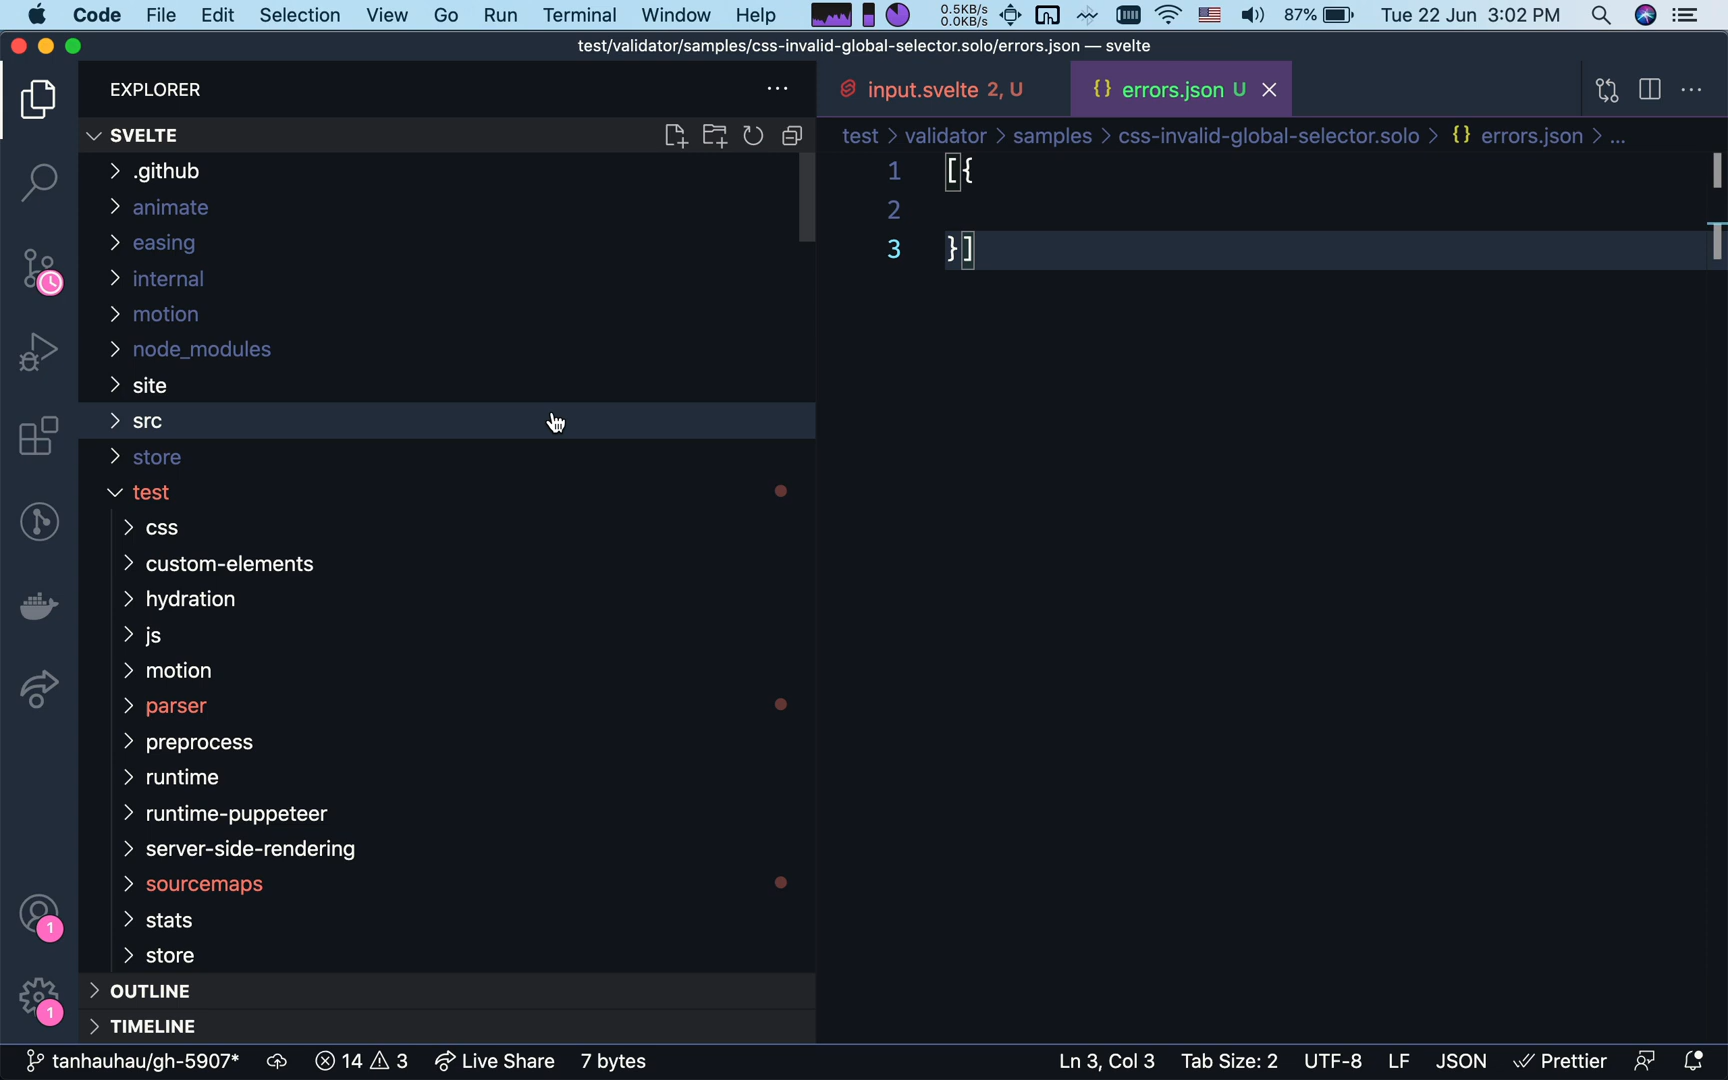 Code File Edit Selection View Go Run Terminal Window Help 0.5KB/s 0.0KB/s 87% Tue 22 Jun 3:02 PM
test/validator/samples/css-invalid-global-selector.solo/errors.json — svelte
EXPLORER
SVELTE
.github
animate
easing
internal
motion
node_modules
site
src
store
test
css
custom-elements
hydration
js
motion
parser
preprocess
runtime
runtime-puppeteer
server-side-rendering
sourcemaps
stats
store
OUTLINE
TIMELINE
1
1
input.svelte 2, U
{} errors.json U
test > validator > samples > css-invalid-global-selector.solo > {} errors.json > ...
1 [{
2
3 }]
tanhauhau/gh-5907* 14 3 Live Share 7 bytes Ln 3, Col 3 Tab Size: 2 UTF-8 LF JSON Prettier